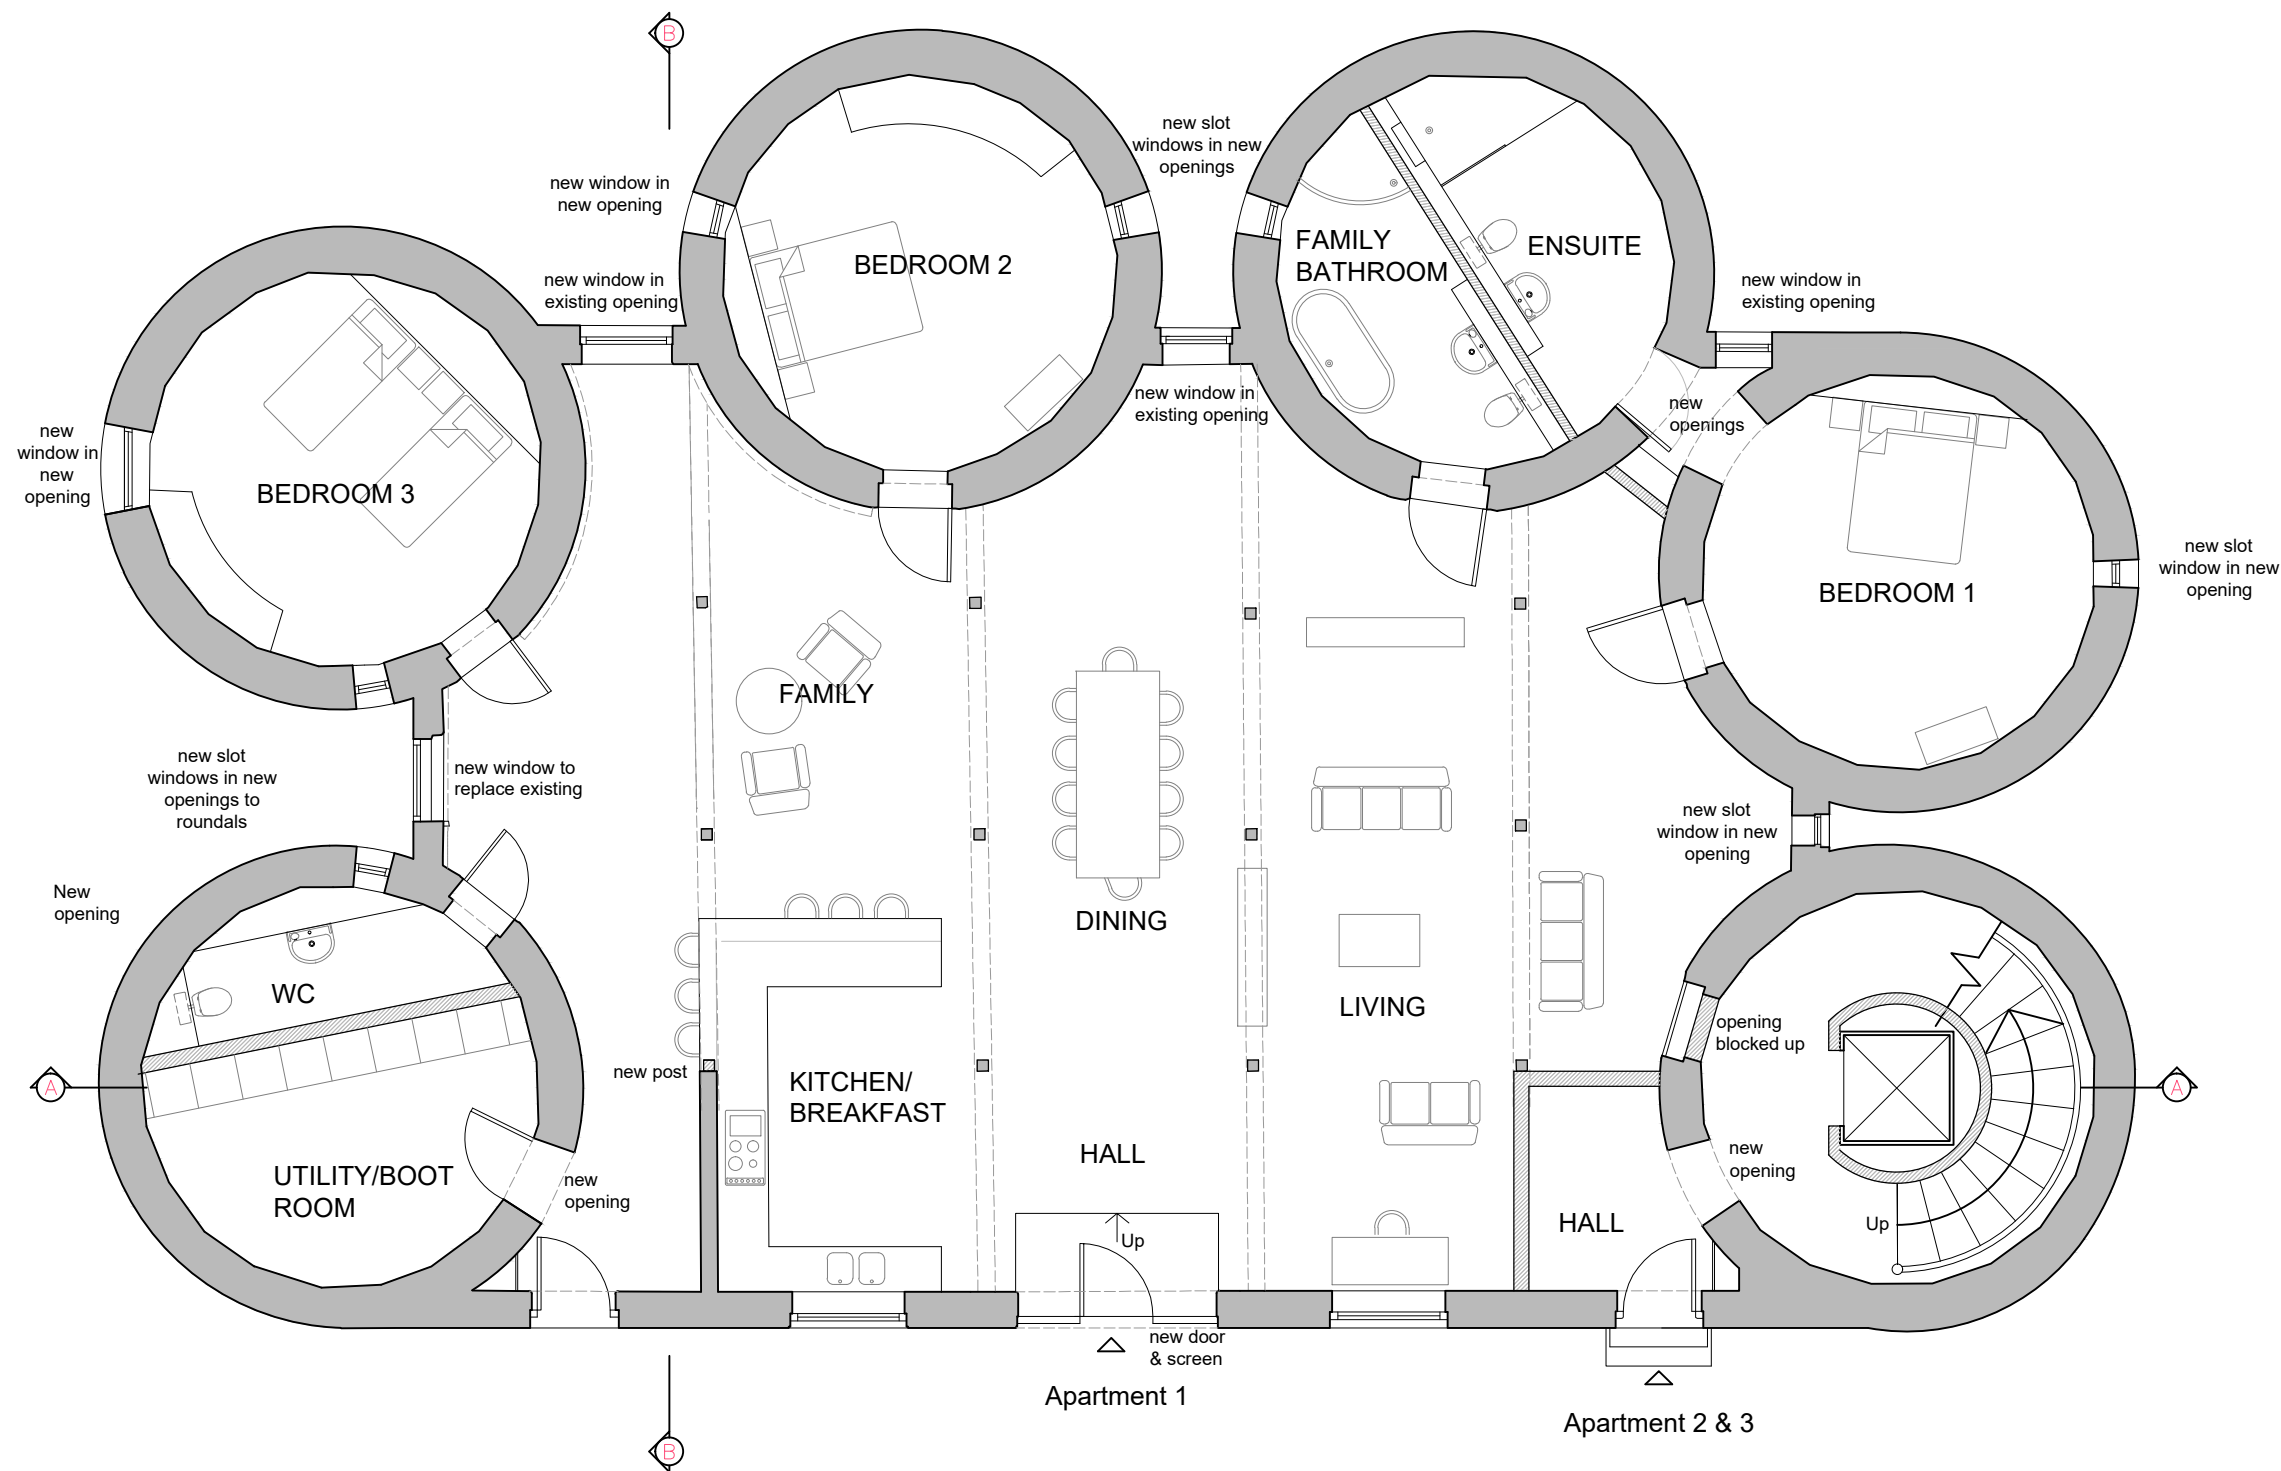 B
new slot
windows in new
openings
new window in
new opening
BEDROOM 2
FAMILY
BATHROOM
ENSUITE
new window in
existing opening
new window in
existing opening
new window in
existing opening
new
openings
new
window in
new
opening
BEDROOM 3
new slot
window in new
opening
BEDROOM 1
FAMILY
new slot
windows in new
openings to
roundals
new window to
replace existing
new slot
window in new
opening
New
opening
DINING
WC
LIVING
opening
blocked up
new post
A
A
KITCHEN/
BREAKFAST
HALL
new
opening
UTILITY/BOOT
ROOM
new
opening
HALL
Up
Up
new door
& screen
Apartment 1
Apartment 2 & 3
B